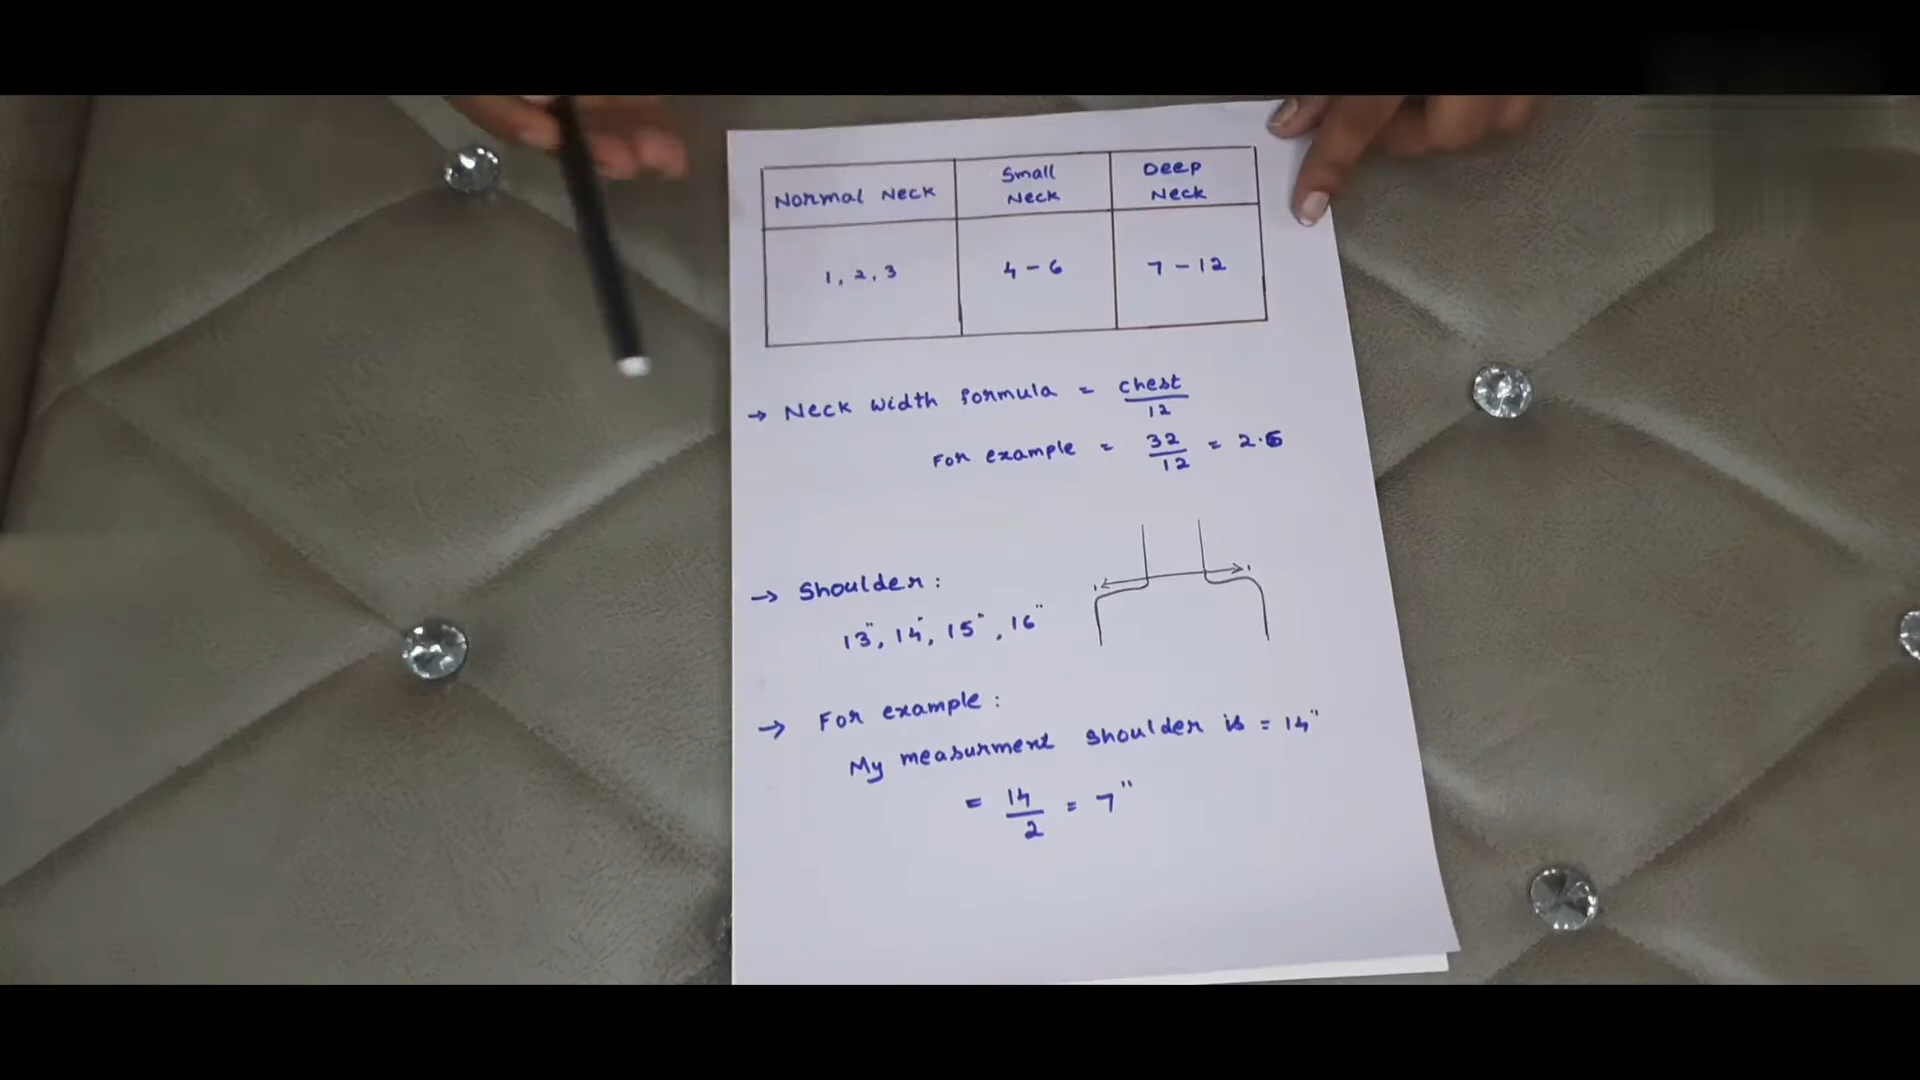 Normal Neck
Small Neck
Deep Neck
1, 2, 3
4 - 6
7 - 12
→ Neck width formula = chest / 12
For example = 32 / 12 = 2.6
→ Shoulder :
13", 14", 15", 16"
→ For example :
My measurment shoulder is = 14"
= 14 / 2 = 7"